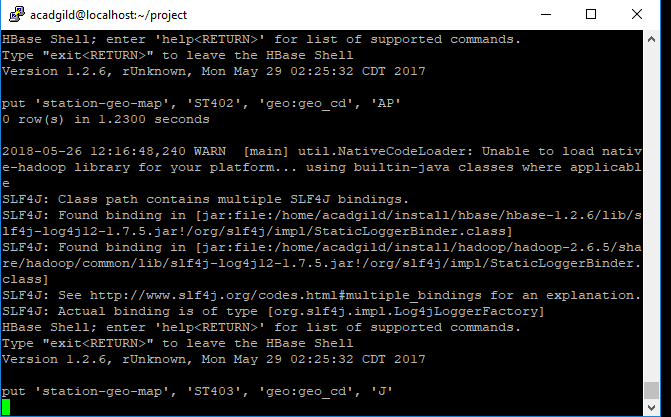 acadgild@localhost:~/project
HBase Shell; enter 'help<RETURN>' for list of supported commands.
Type "exit<RETURN>" to leave the HBase Shell
Version 1.2.6, rUnknown, Mon May 29 02:25:32 CDT 2017
put 'station-geo-map', 'ST402', 'geo:geo_cd', 'AP'
0 row(s) in 1.2300 seconds
2018-05-26 12:16:48,240 WARN  [main] util.NativeCodeLoader: Unable to load nativ
e-hadoop library for your platform... using builtin-java classes where applicabl
e
SLF4J: Class path contains multiple SLF4J bindings.
SLF4J: Found binding in [jar:file:/home/acadgild/install/hbase/hbase-1.2.6/lib/s
lf4j-log4j12-1.7.5.jar!/org/slf4j/impl/StaticLoggerBinder.class]
SLF4J: Found binding in [jar:file:/home/acadgild/install/hadoop/hadoop-2.6.5/sha
re/hadoop/common/lib/slf4j-log4j12-1.7.5.jar!/org/slf4j/impl/StaticLoggerBinder.
class]
SLF4J: See http://www.slf4j.org/codes.html#multiple_bindings for an explanation.
SLF4J: Actual binding is of type [org.slf4j.impl.Log4jLoggerFactory]
HBase Shell; enter 'help<RETURN>' for list of supported commands.
Type "exit<RETURN>" to leave the HBase Shell
Version 1.2.6, rUnknown, Mon May 29 02:25:32 CDT 2017
put 'station-geo-map', 'ST403', 'geo:geo_cd', 'J'